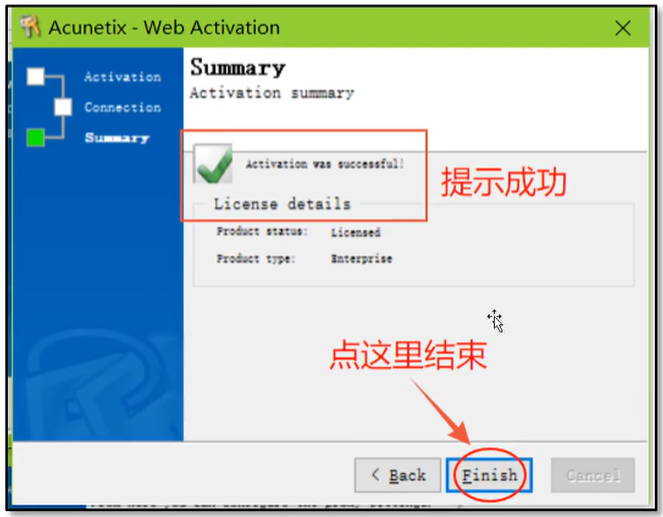 Acunetix - Web Activation
Summary
Activation summary
Activation
Connection
Summary
Activation was successful!
提示成功
License details
Product status: Licensed
Product type: Enterprise
点这里结束
< Back
Finish
Cancel